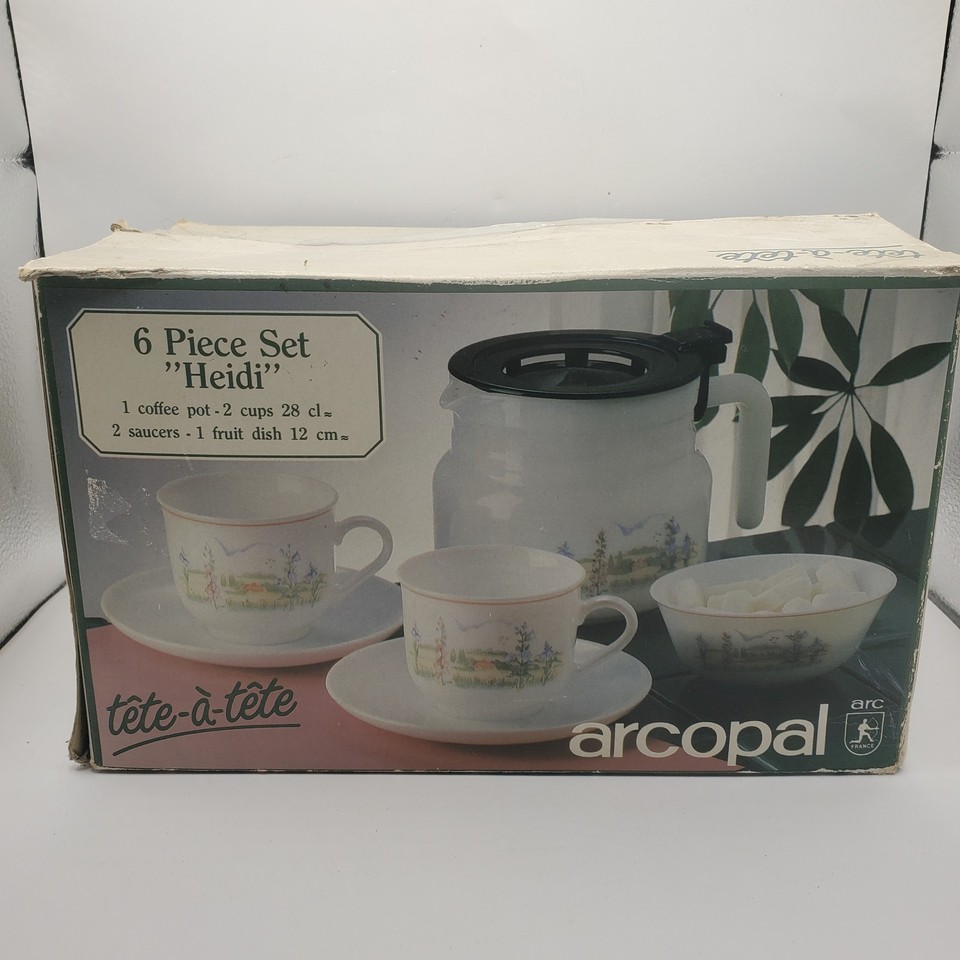 tête-à-tête
6 Piece Set
"Heidi"
1 coffee pot - 2 cups 28 cl≈
2 saucers - 1 fruit dish 12 cm≈
tête-à-tête
arcopal
arc
FRANCE